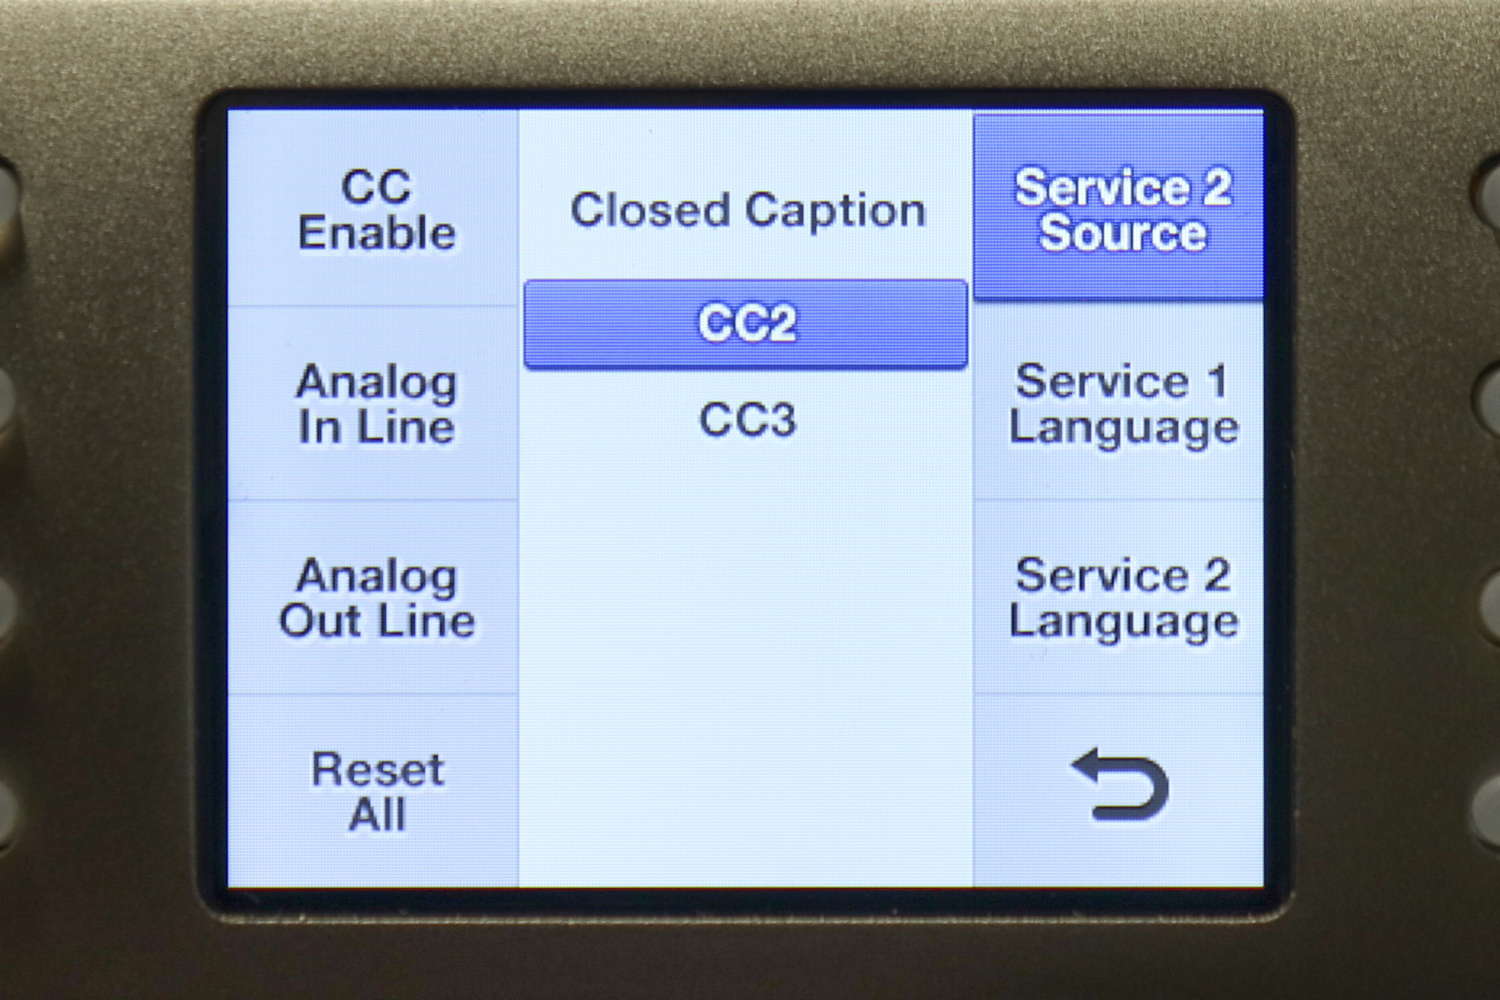 CC
Enable
Analog
In Line
Analog
Out Line
Reset
All
Closed Caption
CC2
CC3
Service 2
Source
Service 1
Language
Service 2
Language